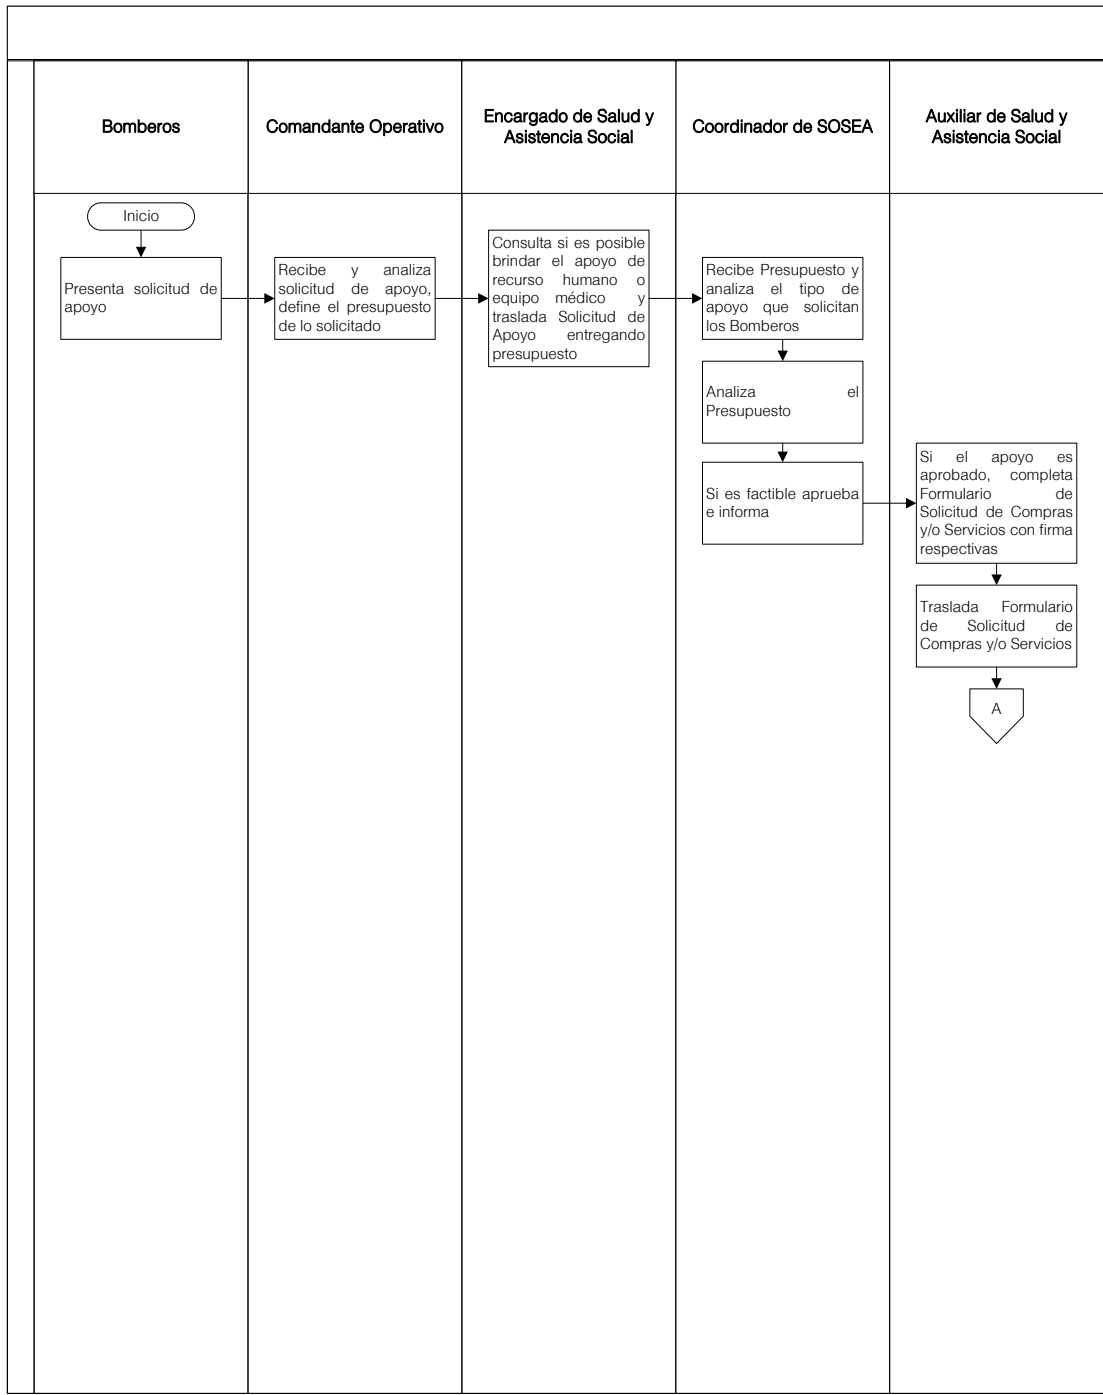 Bomberos
Comandante Operativo
Encargado de Salud y
Asistencia Social
Coordinador de SOSEA
Auxiliar de Salud y
Asistencia Social
Inicio
Presenta solicitud de
apoyo
Recibe y analiza
solicitud de apoyo,
define el presupuesto
de lo solicitado
Consulta si es posible
brindar el apoyo de
recurso humano o
equipo médico y
traslada Solicitud de
Apoyo entregando
presupuesto
Recibe Presupuesto y
analiza el tipo de
apoyo que solicitan
los Bomberos
Analiza el
Presupuesto
Si es factible aprueba
e informa
Si el apoyo es
aprobado, completa
Formulario de
Solicitud de Compras
y/o Servicios con firma
respectivas
Traslada Formulario
de Solicitud de
Compras y/o Servicios
A